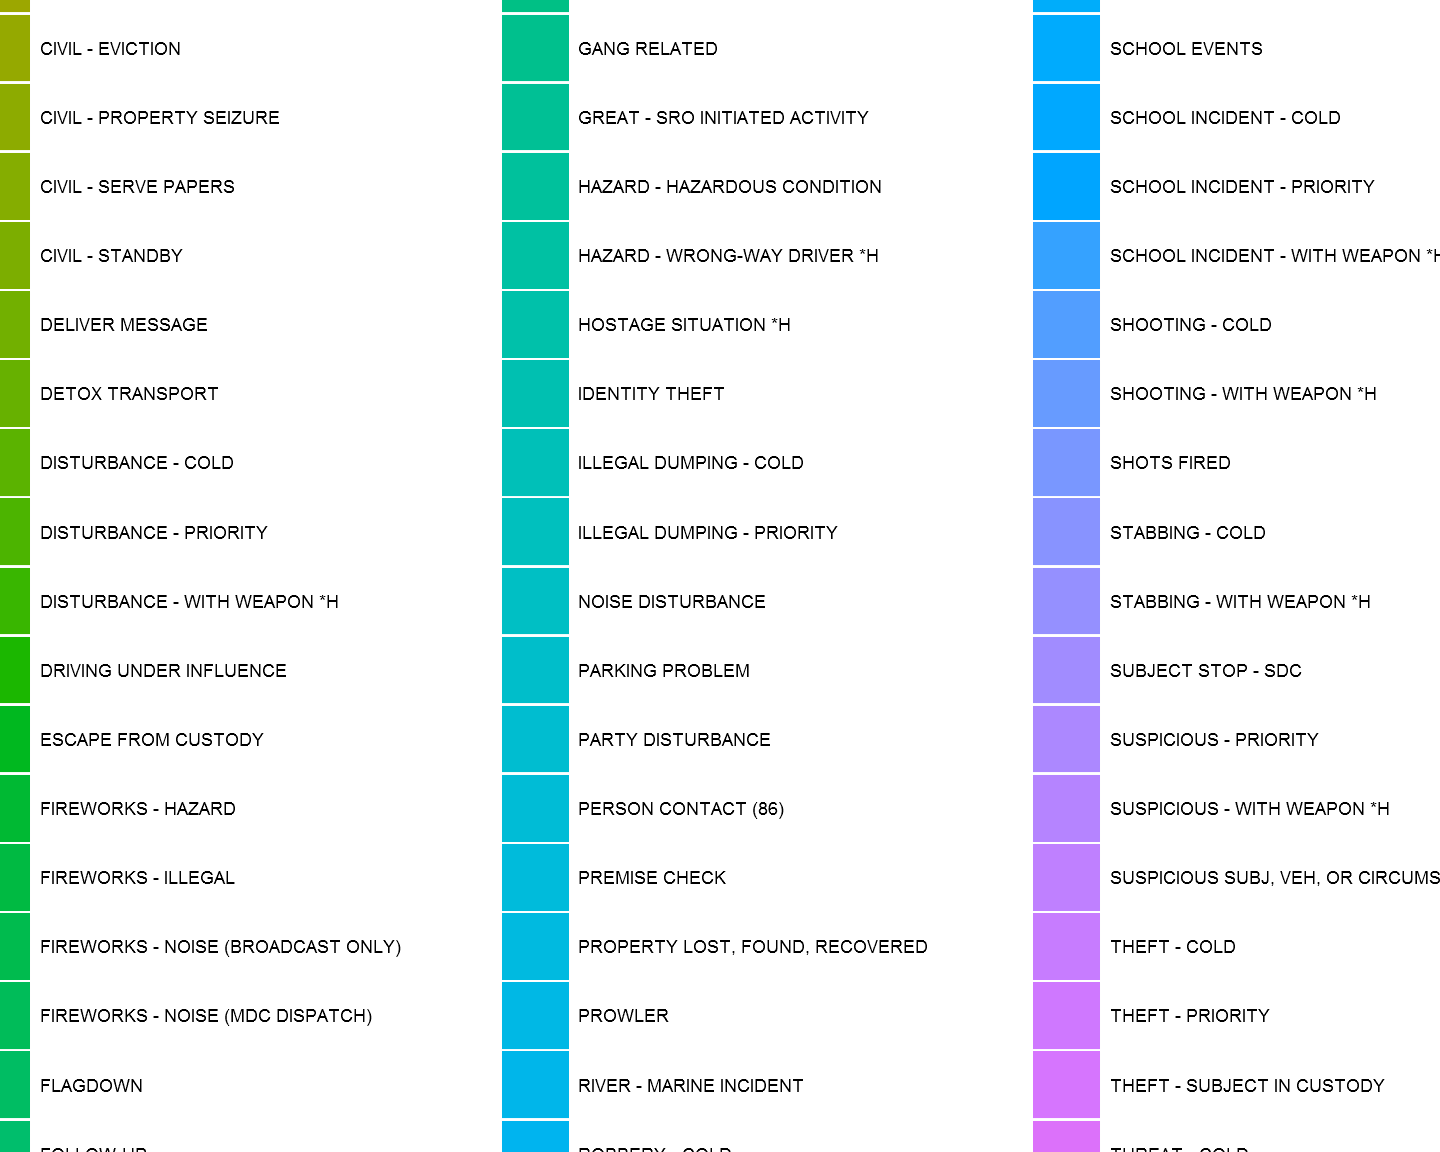 CIVIL - EVICTION
CIVIL - PROPERTY SEIZURE
CIVIL - SERVE PAPERS
CIVIL - STANDBY
DELIVER MESSAGE
DETOX TRANSPORT
DISTURBANCE - COLD
DISTURBANCE - PRIORITY
DISTURBANCE - WITH WEAPON *H
DRIVING UNDER INFLUENCE
ESCAPE FROM CUSTODY
FIREWORKS - HAZARD
FIREWORKS - ILLEGAL
FIREWORKS - NOISE (BROADCAST ONLY)
FIREWORKS - NOISE (MDC DISPATCH)
FLAGDOWN
GANG RELATED
GREAT - SRO INITIATED ACTIVITY
HAZARD - HAZARDOUS CONDITION
HAZARD - WRONG-WAY DRIVER *H
HOSTAGE SITUATION *H
IDENTITY THEFT
ILLEGAL DUMPING - COLD
ILLEGAL DUMPING - PRIORITY
NOISE DISTURBANCE
PARKING PROBLEM
PARTY DISTURBANCE
PERSON CONTACT (86)
PREMISE CHECK
PROPERTY LOST, FOUND, RECOVERED
PROWLER
RIVER - MARINE INCIDENT
SCHOOL EVENTS
SCHOOL INCIDENT - COLD
SCHOOL INCIDENT - PRIORITY
SCHOOL INCIDENT - WITH WEAPON *H
SHOOTING - COLD
SHOOTING - WITH WEAPON *H
SHOTS FIRED
STABBING - COLD
STABBING - WITH WEAPON *H
SUBJECT STOP - SDC
SUSPICIOUS - PRIORITY
SUSPICIOUS - WITH WEAPON *H
SUSPICIOUS SUBJ, VEH, OR CIRCUMS
THEFT - COLD
THEFT - PRIORITY
THEFT - SUBJECT IN CUSTODY